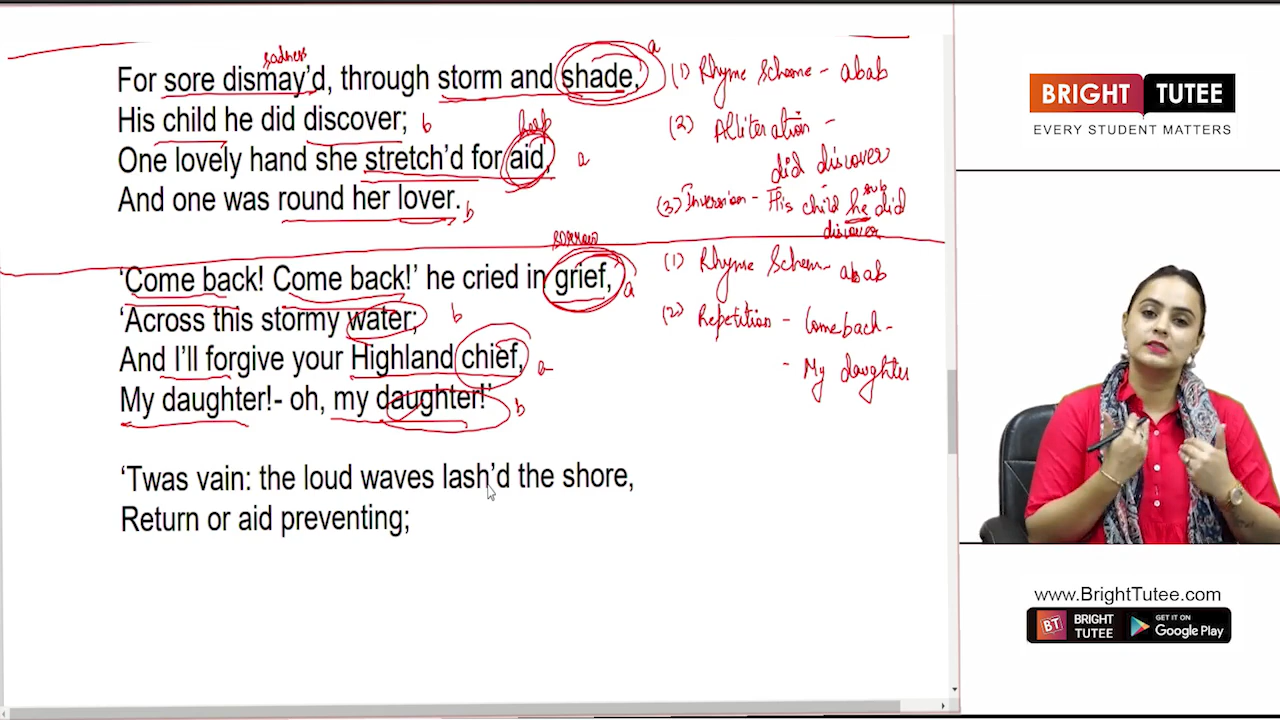 sadness
For sore dismay’d, through storm and shade, a
His child he did discover; b
help
One lovely hand she stretch’d for aid, a
And one was round her lover. b
sorrow
‘Come back! Come back!’ he cried in grief, a
‘Across this stormy water; b
And I’ll forgive your Highland chief, a
My daughter!- oh, my daughter!’ b
‘Twas vain: the loud waves lash’d the shore,
Return or aid preventing;
(1) Rhyme Scheme - abab
(2) Alliteration -
did discover
sub
(3) Inversion - His child he did
discover
(1) Rhyme Schem - abab
(2) Repetition - Comeback -
- My daughter
BRIGHT TUTEE
EVERY STUDENT MATTERS
www.BrightTutee.com
BT BRIGHT TUTEE
GET IT ON
Google Play